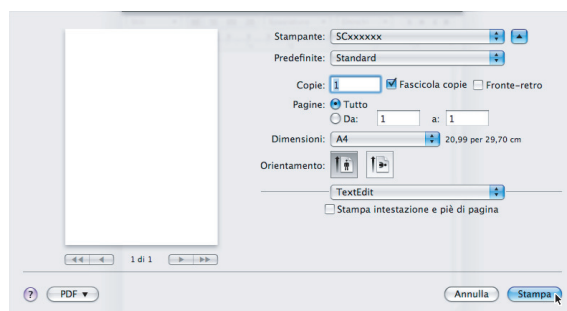 Stampante: SCxxxxxx
Predefinite: Standard
Copie: 1 Fascicola copie Fronte-retro
Pagine: Tutto
Da: 1 a: 1
Dimensioni: A4 20,99 per 29,70 cm
Orientamento:
TextEdit
Stampa intestazione e piè di pagina
1 di 1
? PDF Annulla Stampa